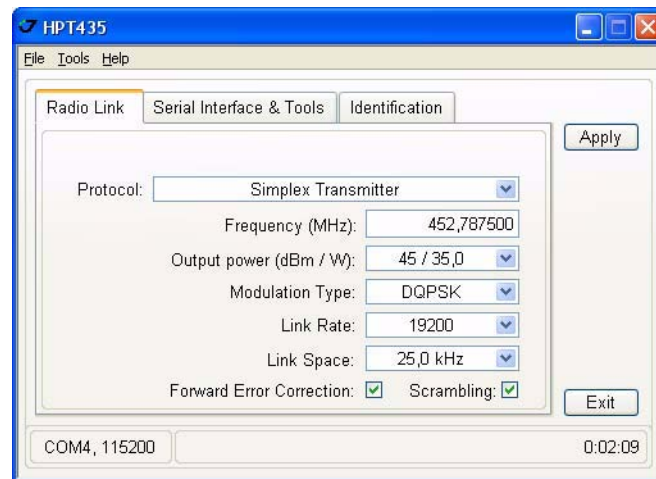 HPT435
File Tools Help
Radio Link Serial Interface & Tools Identification
Apply
Protocol: Simplex Transmitter
Frequency (MHz): 452,787500
Output power (dBm / W): 45 / 35,0
Modulation Type: DQPSK
Link Rate: 19200
Link Space: 25,0 kHz
Forward Error Correction: Scrambling:
Exit
COM4, 115200 0:02:09